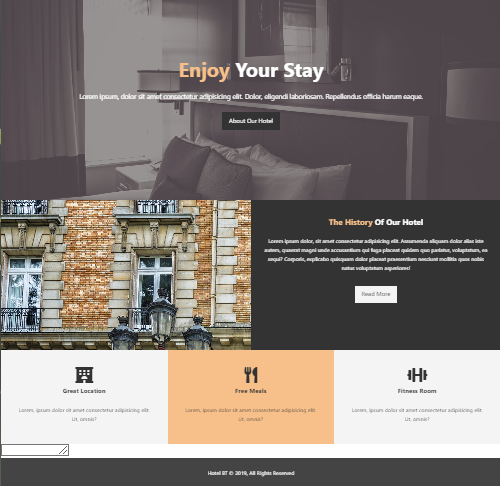 Enjoy Your Stay
Lorem ipsum, dolor sit amet consectetur adipisicing elit. Dolor, eligendi laboriosam. Repellendus officia harum eaque.
About Our Hotel
The History Of Our Hotel
Lorem ipsum dolor sit, amet consectetur adipisicing elit. Assumenda aliquam dolor alias iste
autem, quaerat magni unde accusantium qui fuga placeat quidem quo pariatur, voluptatum, ea
sequi? Corporis, explicabo quisquam dolor placeat praesentium nesciunt mollitia quas nobis
natus voluptatum asperiores!
Read More
Great Location
Lorem, ipsum dolor sit amet consectetur adipisicing elit.
Ut, omnis?
Free Meals
Lorem, ipsum dolor sit amet consectetur adipisicing elit.
Ut, omnis?
Fitness Room
Lorem, ipsum dolor sit amet consectetur adipisicing elit.
Ut, omnis?
Hotel BT © 2019, All Rights Reserved